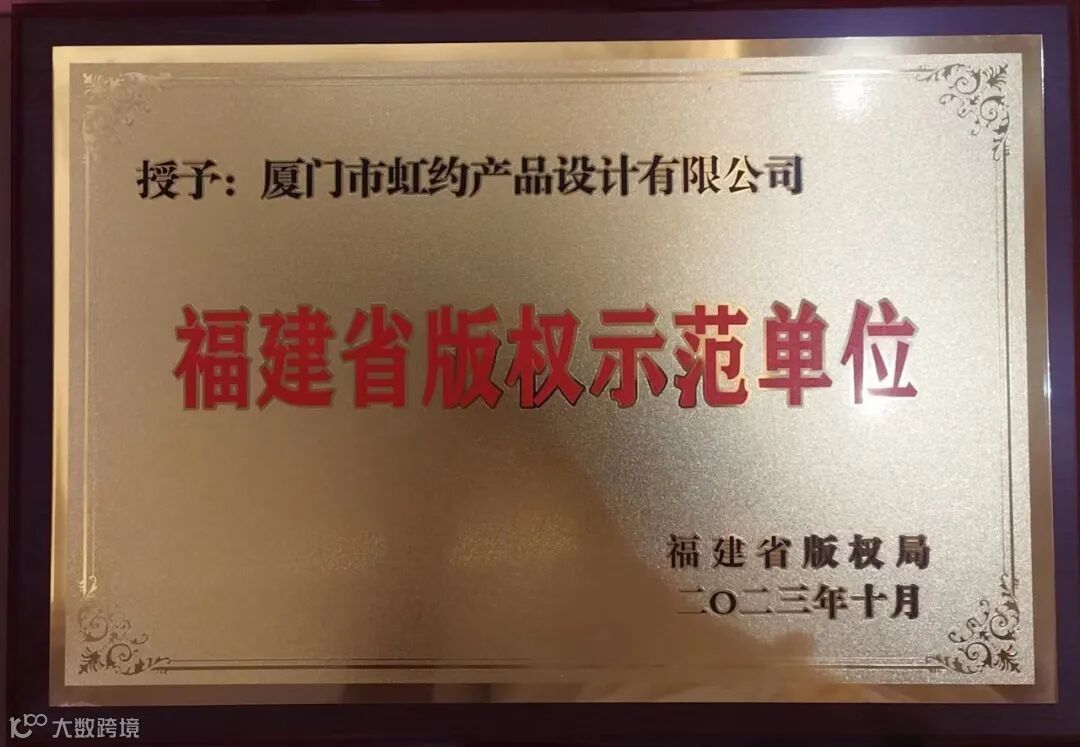 授予：厦门市虹约产品设计有限公司
福建省版权示范单位
福建省版权局
二〇二三年十月
大数跨境